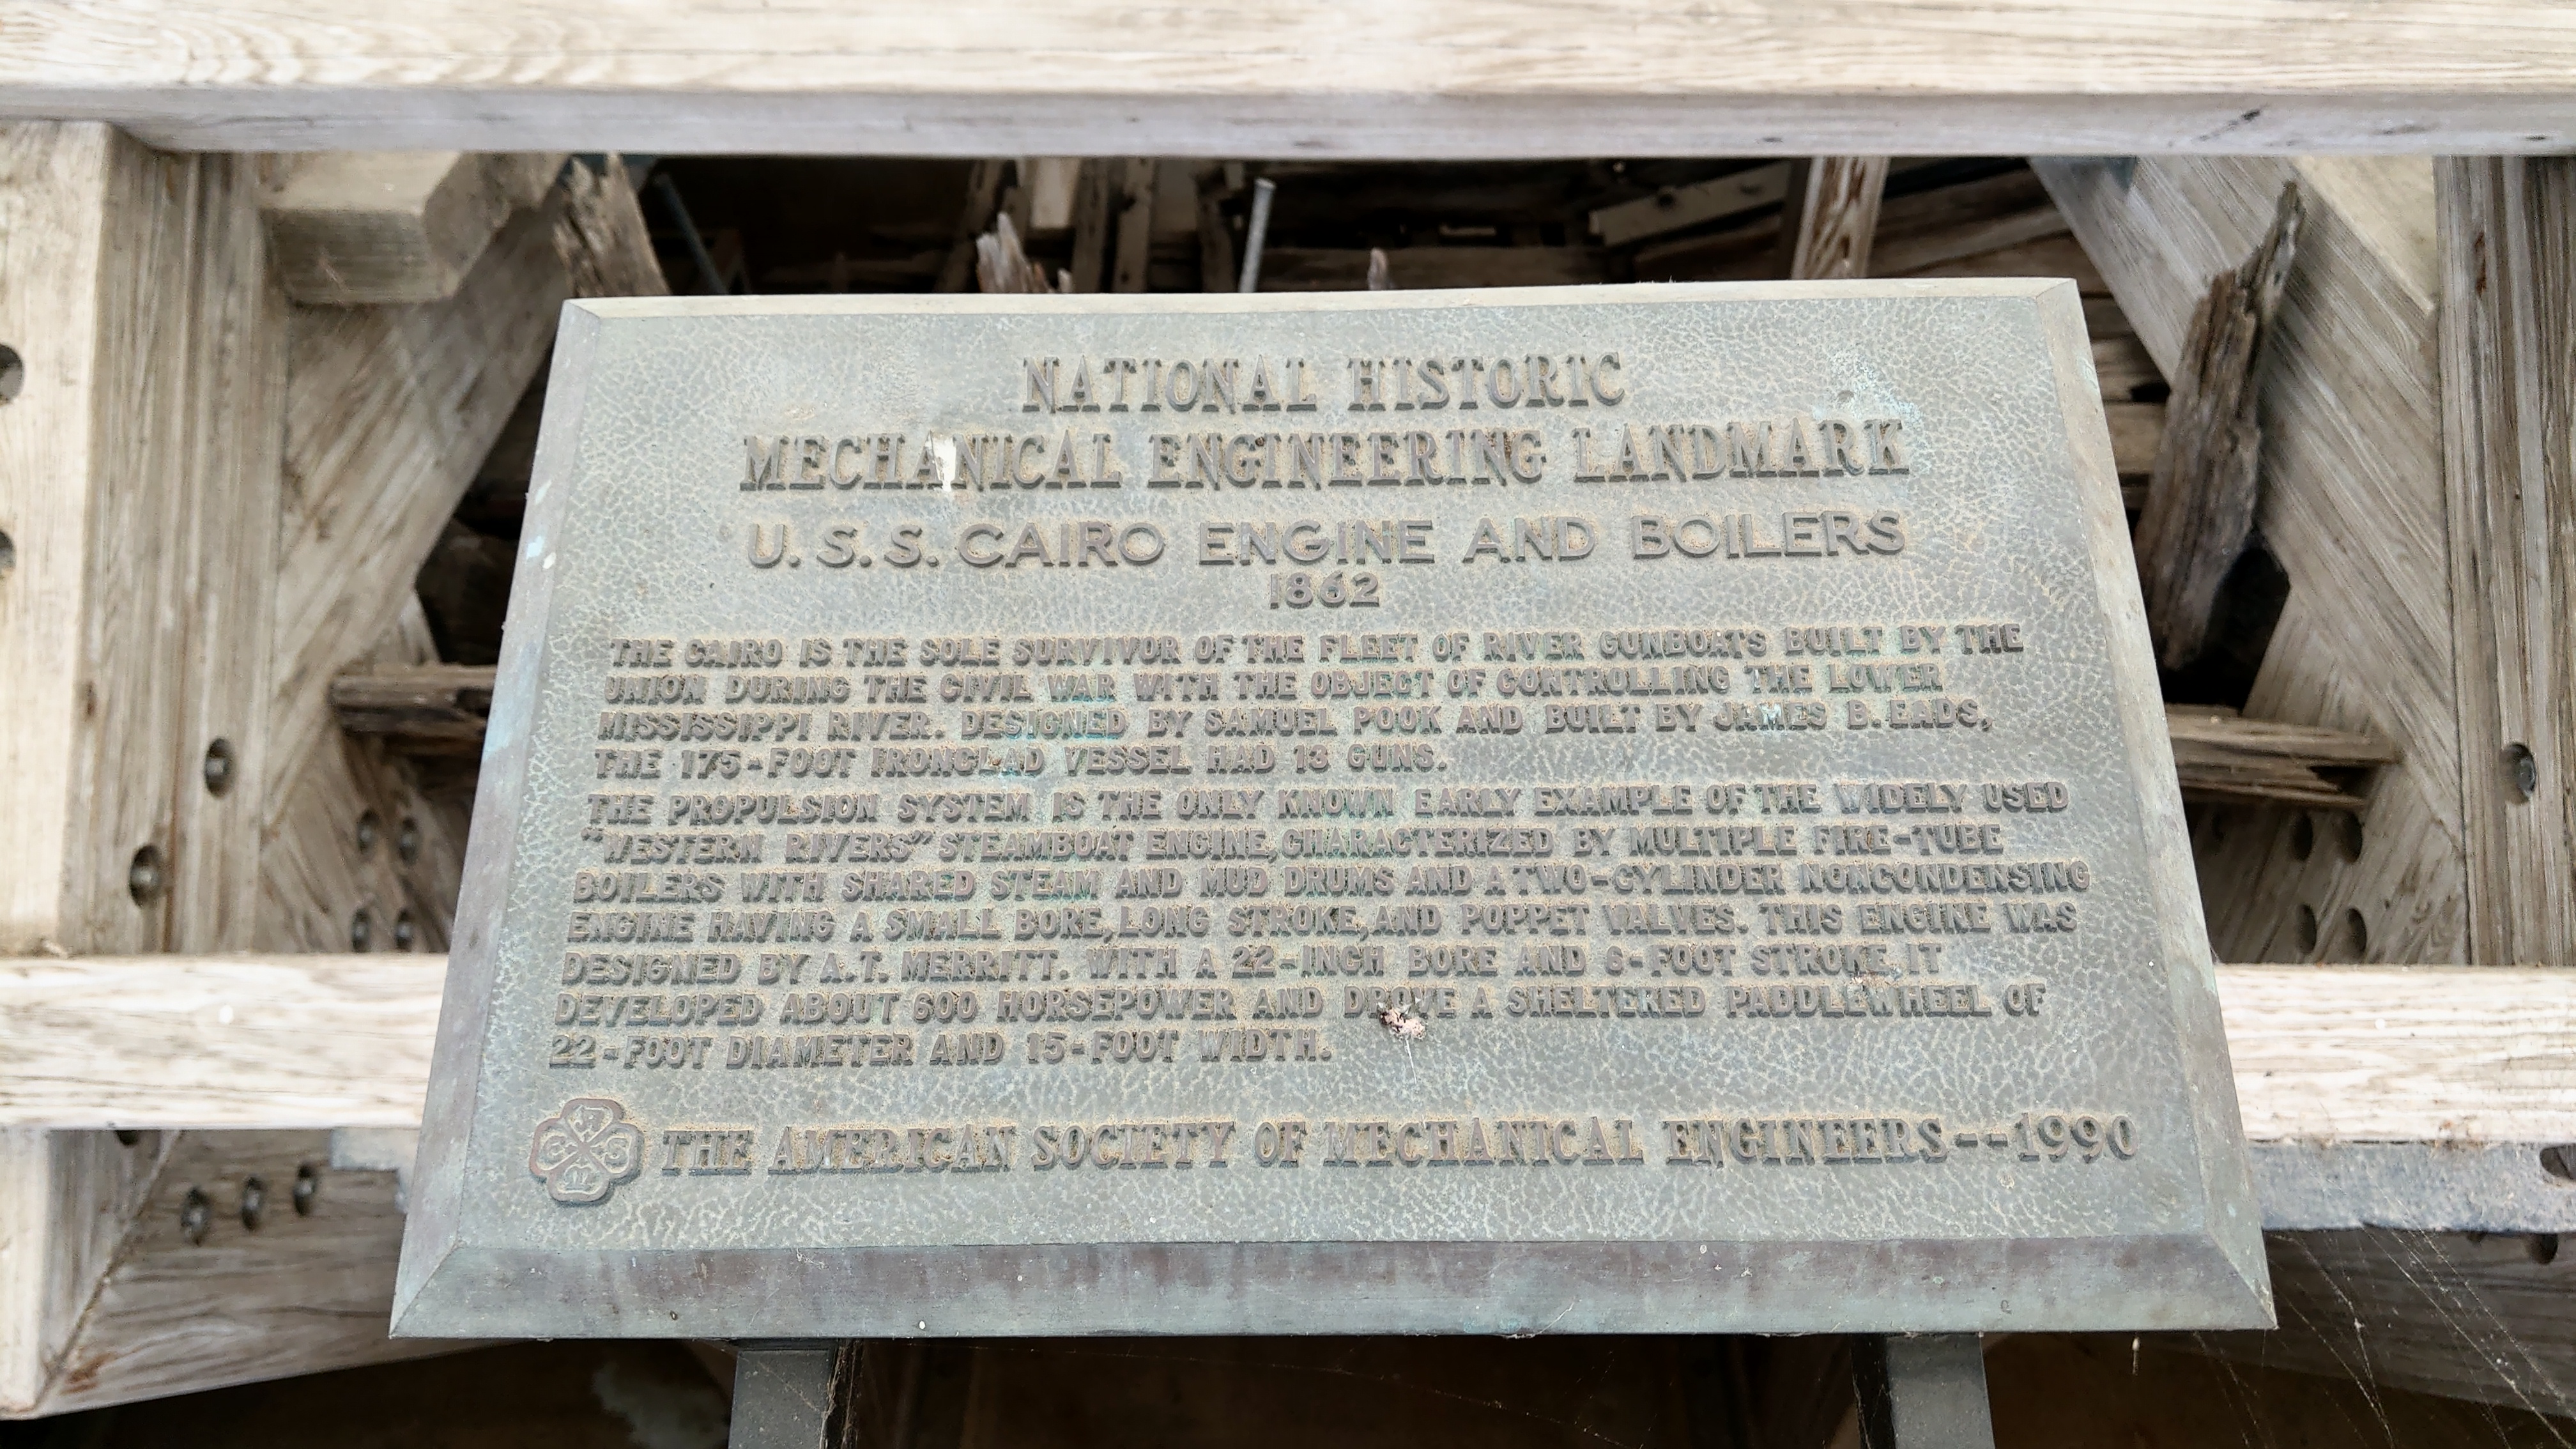 NATIONAL HISTORIC
MECHANICAL ENGINEERING LANDMARK
U.S.S. CAIRO ENGINE AND BOILERS
1862
THE CAIRO IS THE SOLE SURVIVOR OF THE FLEET OF RIVER GUNBOATS BUILT BY THE
UNION DURING THE CIVIL WAR WITH THE OBJECT OF CONTROLLING THE LOWER
MISSISSIPPI RIVER. DESIGNED BY SAMUEL POOK AND BUILT BY JAMES B. EADS,
THE 175-FOOT IRONCLAD VESSEL HAD 13 GUNS.
THE PROPULSION SYSTEM IS THE ONLY KNOWN EARLY EXAMPLE OF THE WIDELY USED
"WESTERN RIVERS" STEAMBOAT ENGINE, CHARACTERIZED BY MULTIPLE FIRE-TUBE
BOILERS WITH SHARED STEAM AND MUD DRUMS AND A TWO-CYLINDER NONCONDENSING
ENGINE HAVING A SMALL BORE, LONG STROKE, AND POPPET VALVES. THIS ENGINE WAS
DESIGNED BY A.T. MERRITT. WITH A 22-INCH BORE AND 6-FOOT STROKE IT
DEVELOPED ABOUT 600 HORSEPOWER AND DROVE A SHELTERED PADDLEWHEEL OF
22-FOOT DIAMETER AND 15-FOOT WIDTH.
A S M E THE AMERICAN SOCIETY OF MECHANICAL ENGINEERS--1990